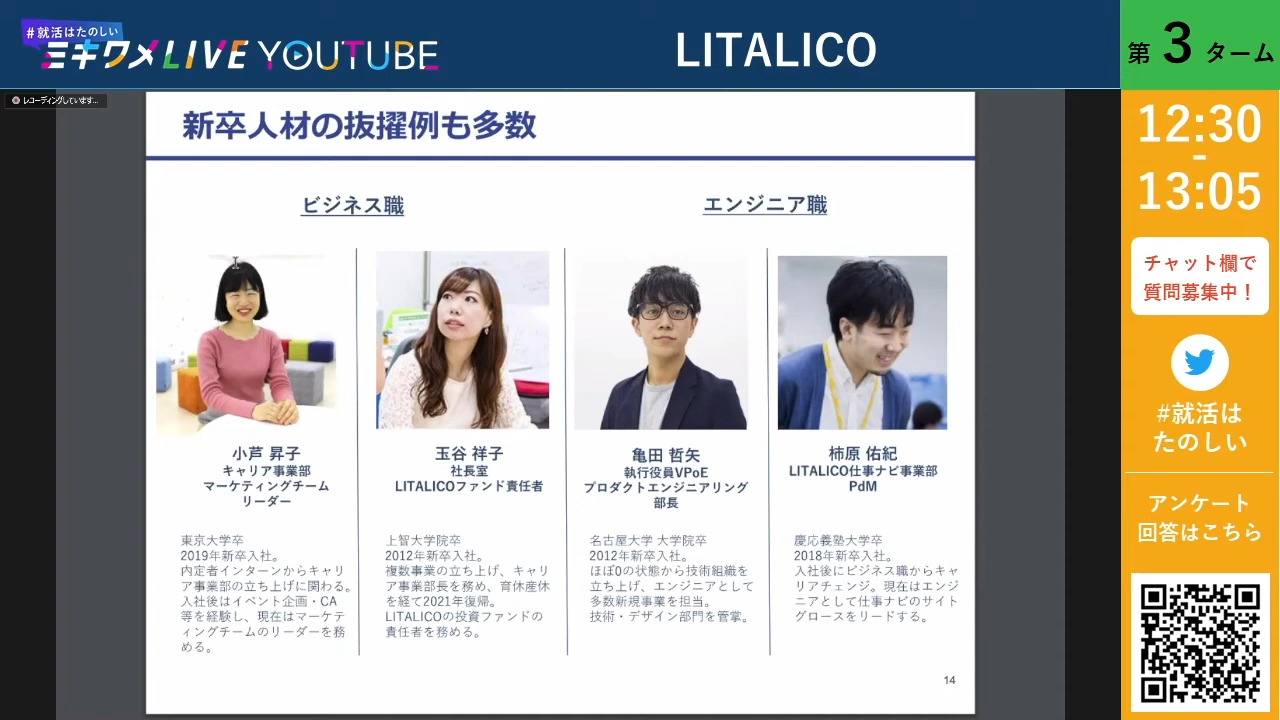 #就活はたのしい
ミキワメLIVE YOUTUBE
LITALICO
第3ターム
レコーディングしています...
新卒人材の抜擢例も多数
ビジネス職
エンジニア職
小芦 昇子
キャリア事業部
マーケティングチーム
リーダー
東京大学卒
2019年新卒入社。
内定者インターンからキャリ
ア事業部の立ち上げに関わる。
入社後はイベント企画・CA
等を経験し、現在はマーケテ
ィングチームのリーダーを務
める。
玉谷 祥子
社長室
LITALICOファンド責任者
上智大学院卒
2012年新卒入社。
複数事業の立ち上げ、キャリ
ア事業部長を務め、育休産休
を経て2021年復帰。
LITALICOの投資ファンドの
責任者を務める。
亀田 哲矢
執行役員VPoE
プロダクトエンジニアリング
部長
名古屋大学 大学院卒
2012年新卒入社。
ほぼ0の状態から技術組織を
立ち上げ、エンジニアとして
多数新規事業を担当。
技術・デザイン部門を管掌。
柿原 佑紀
LITALICO仕事ナビ事業部
PdM
慶応義塾大学卒
2018年新卒入社。
入社後にビジネス職からキャ
リアチェンジ。現在はエンジ
ニアとして仕事ナビのサイト
グロースをリードする。
14
12:30
-
13:05
チャット欄で
質問募集中！
#就活は
たのしい
アンケート
回答はこちら